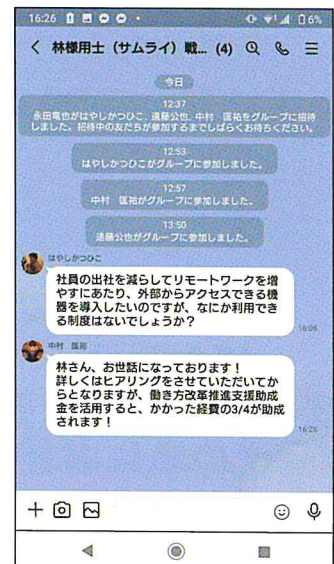 16:26
6%
林様用士（サムライ）戦... (4)
今日
12:37
永田竜也がはやしかつひこ, 遠藤公也, 中村 匡祐をグループに招待
しました。招待中の友だちが参加するまでしばらくお待ちください。
12:53
はやしかつひこがグループに参加しました。
12:57
中村 匡祐がグループに参加しました。
13:50
遠藤公也がグループに参加しました。
はやしかつひこ
社員の出社を減らしてリモートワークを増
やすにあたり、外部からアクセスできる機
器を導入したいのですが、なにか利用でき
る制度はないでしょうか？
16:06
中村 匡祐
林さん、お世話になっております！
詳しくはヒアリングをさせていただいてか
らとなりますが、働き方改革推進支援助成
金を活用すると、かかった経費の3/4が助成
されます！
16:26